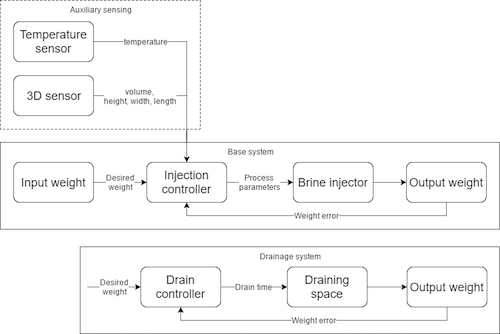 Auxiliary sensing
Temperature
sensor
temperature
3D sensor
volume,
height, width, length
Base system
Input weight
Desired
weight
Injection
controller
Process
parameters
Brine injector
Output weight
Weight error
Drainage system
Desired
weight
Drain
controller
Drain time
Draining
space
Output weight
Weight error